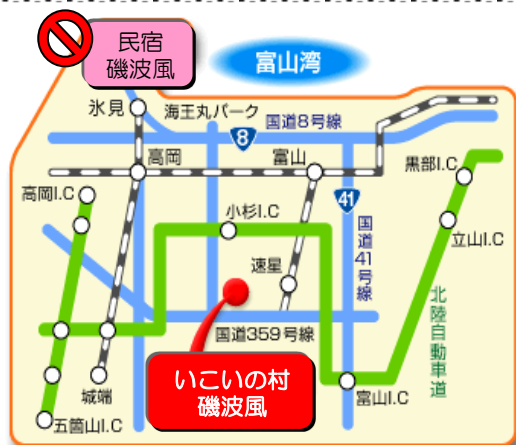 民宿
磯波風
富山湾
氷見
海王丸パーク
国道8号線
8
高岡
富山
黒部I.C
高岡I.C
41
小杉I.C
国道41号線
立山I.C
速星
北陸自動車道
国道359号線
いこいの村
磯波風
城端
富山I.C
五箇山I.C